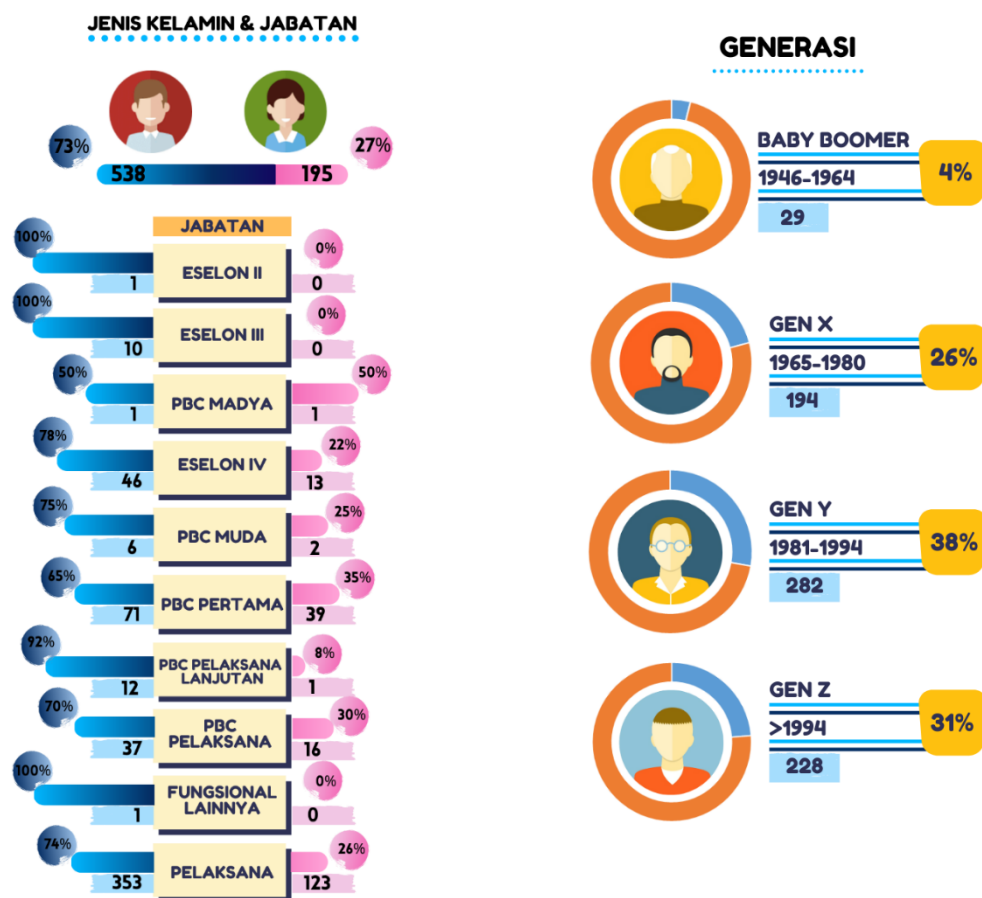 JENIS KELAMIN & JABATAN
73%
27%
538
195
JABATAN
100%
ESELON II
0%
1
0
100%
ESELON III
0%
10
0
50%
PBC MADYA
50%
1
1
78%
ESELON IV
22%
46
13
75%
PBC MUDA
25%
6
2
65%
PBC PERTAMA
35%
71
39
92%
PBC PELAKSANA
LANJUTAN
8%
12
1
70%
PBC
PELAKSANA
30%
37
16
100%
FUNGSIONAL
LAINNYA
0%
1
0
74%
PELAKSANA
26%
353
123
GENERASI
BABY BOOMER
1946-1964
4%
29
GEN X
1965-1980
26%
194
GEN Y
1981-1994
38%
282
GEN Z
>1994
31%
228